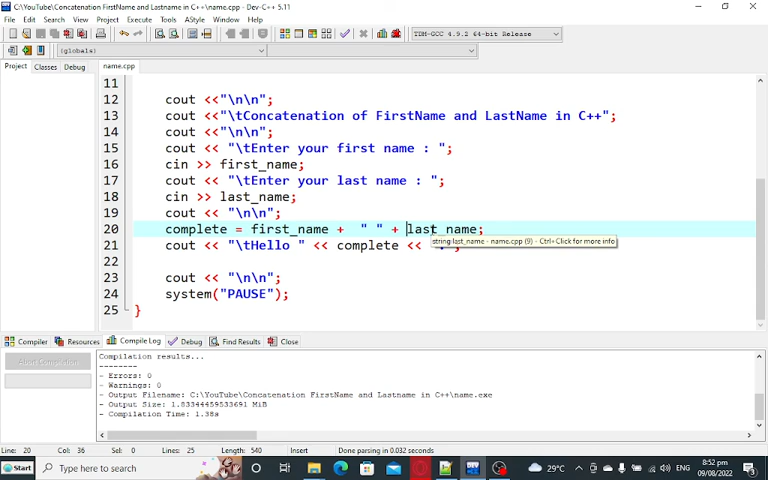 C:\YouTube\Concatenation FirstName and Lastname in C++\name.cpp - Dev-C++ 5.11
File Edit Search View Project Execute Tools AStyle Window Help
TDM-GCC 4.9.2 64-bit Release
(globals)
Project Classes Debug name.cpp
11
12 cout <<"\n\n";
13 cout <<"\tConcatenation of FirstName and LastName in C++";
14 cout <<"\n\n";
15 cout << "\tEnter your first name : ";
16 cin >> first_name;
17 cout << "\tEnter your last name : ";
18 cin >> last_name;
19 cout << "\n\n";
20 complete = first_name + " " + last_name;
21 cout << "\tHello " << complete <<
string last_name - name.cpp (9) - Ctrl+Click for more info
22
23 cout << "\n\n";
24 system("PAUSE");
25 }
Compiler Resources Compile Log Debug Find Results Close
Abort Compilation
Compilation results...
--------
- Errors: 0
- Warnings: 0
- Output Filename: C:\YouTube\Concatenation FirstName and Lastname in C++\name.exe
- Output Size: 1.83344459533691 MiB
- Compilation Time: 1.38s
Line: 20 Col: 36 Sel: 0 Lines: 25 Length: 540 Insert Done parsing in 0.032 seconds
Start Type here to search 29°C ENG 8:52 pm
09/08/2022